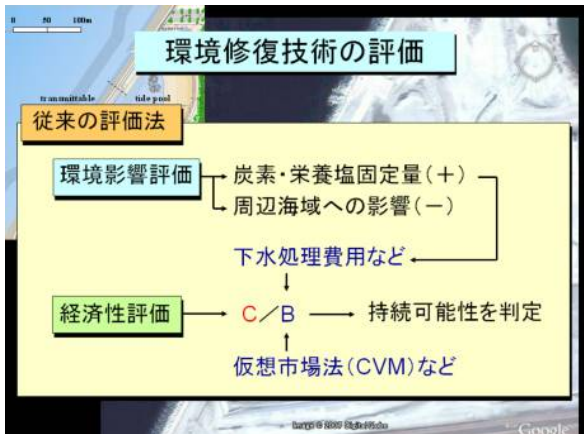 0 50 100m
環境修復技術の評価
transmittable
tide pool
従来の評価法
環境影響評価
炭素・栄養塩固定量(+)
周辺海域への影響(−)
下水処理費用など
経済性評価
C/B
持続可能性を判定
仮想市場法(CVM)など
Google